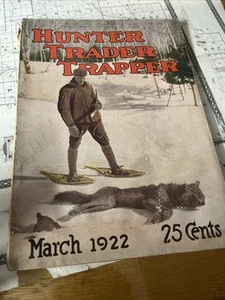 HUNTER
TRADER
TRAPPER
March 1922 25 Cents